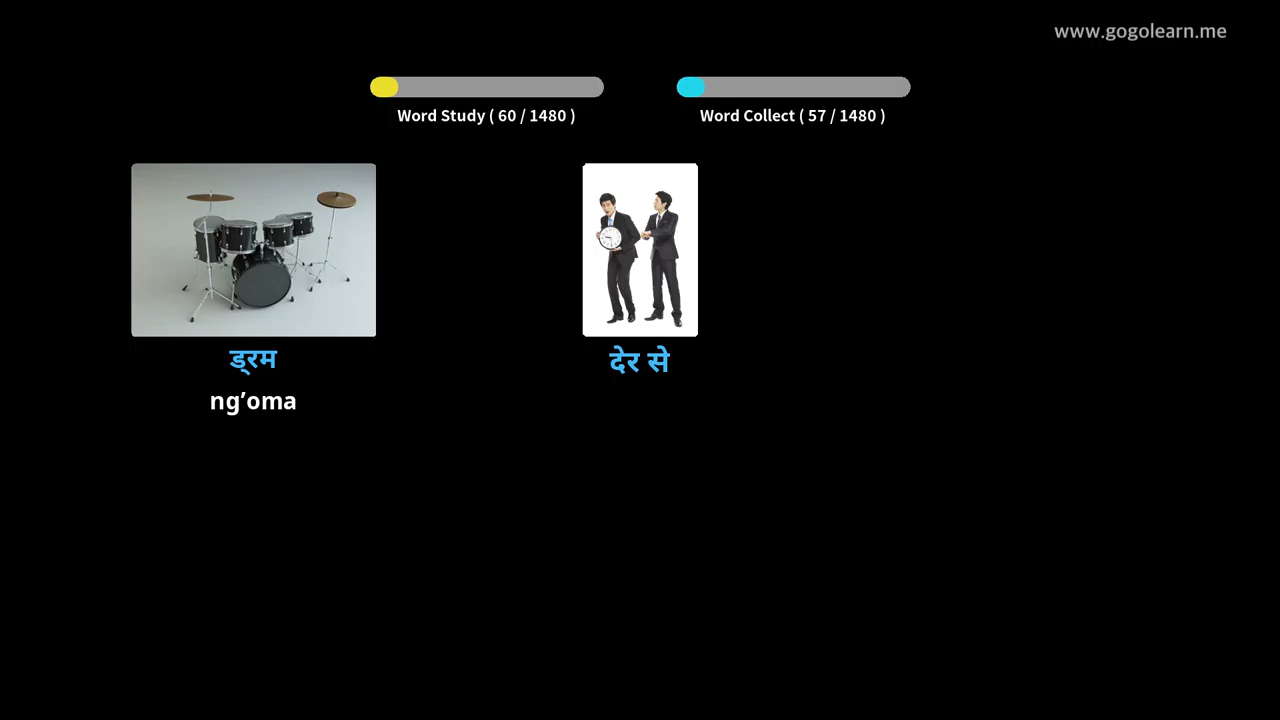 www.gogolearn.me
Word Study ( 60 / 1480 )
Word Collect ( 57 / 1480 )
ड्रम
देर से
ng’oma